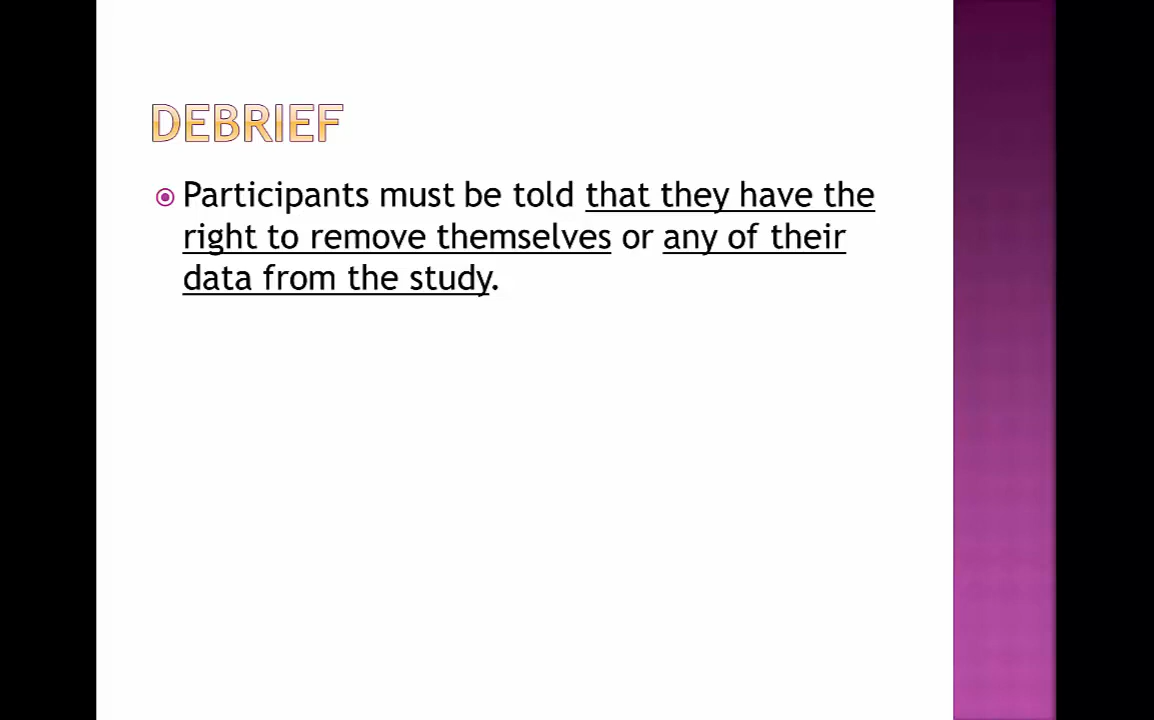 DEBRIEF
Participants must be told that they have the
right to remove themselves or any of their
data from the study.